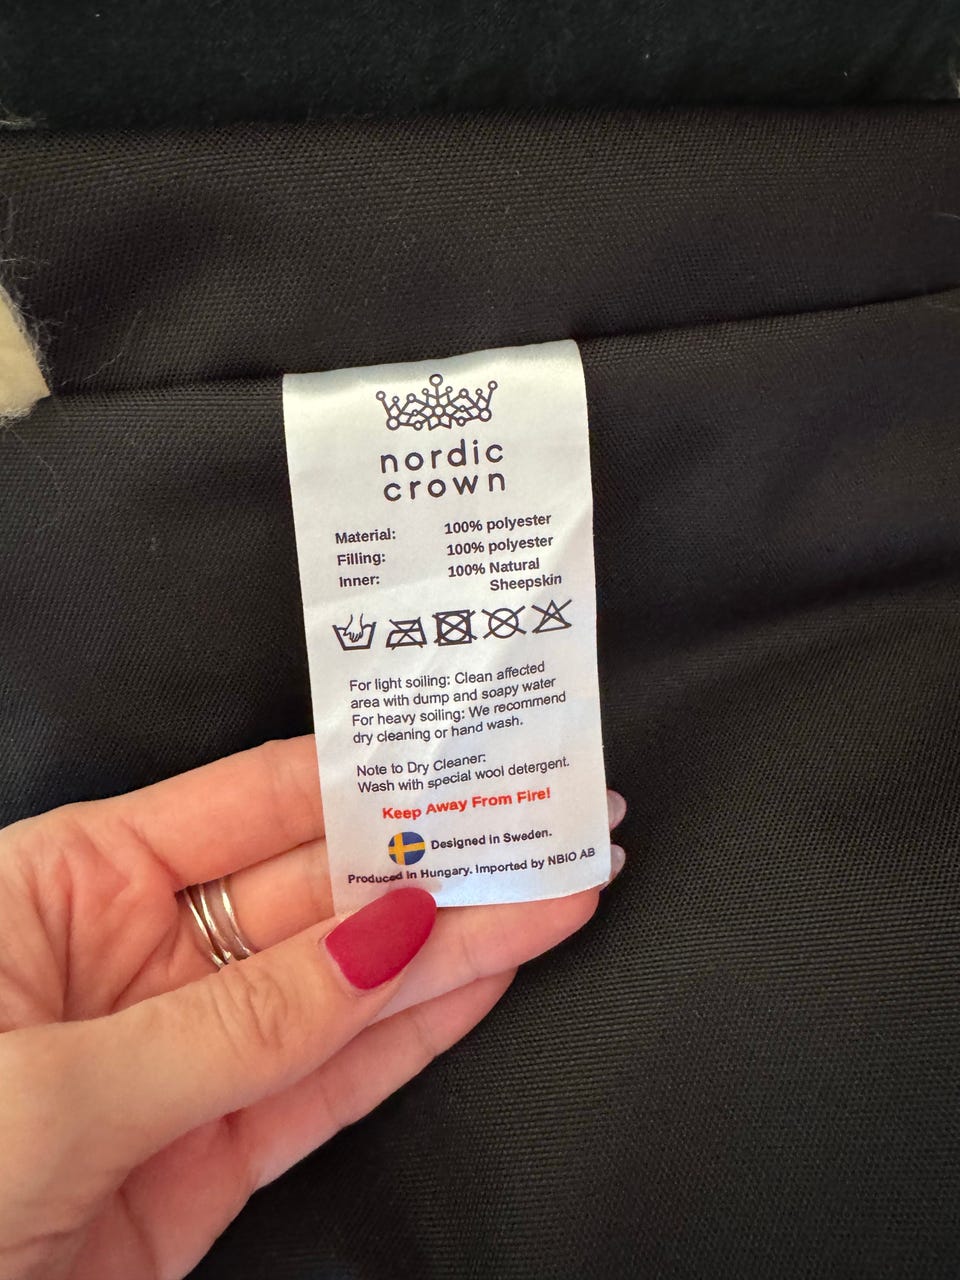 nordic
crown
Material: 100% polyester
Filling: 100% polyester
Inner: 100% Natural
Sheepskin
For light soiling: Clean affected
area with dump and soapy water
For heavy soiling: We recommend
dry cleaning or hand wash.
Note to Dry Cleaner:
Wash with special wool detergent.
Keep Away From Fire!
Designed in Sweden.
Produced in Hungary. Imported by NBIO AB